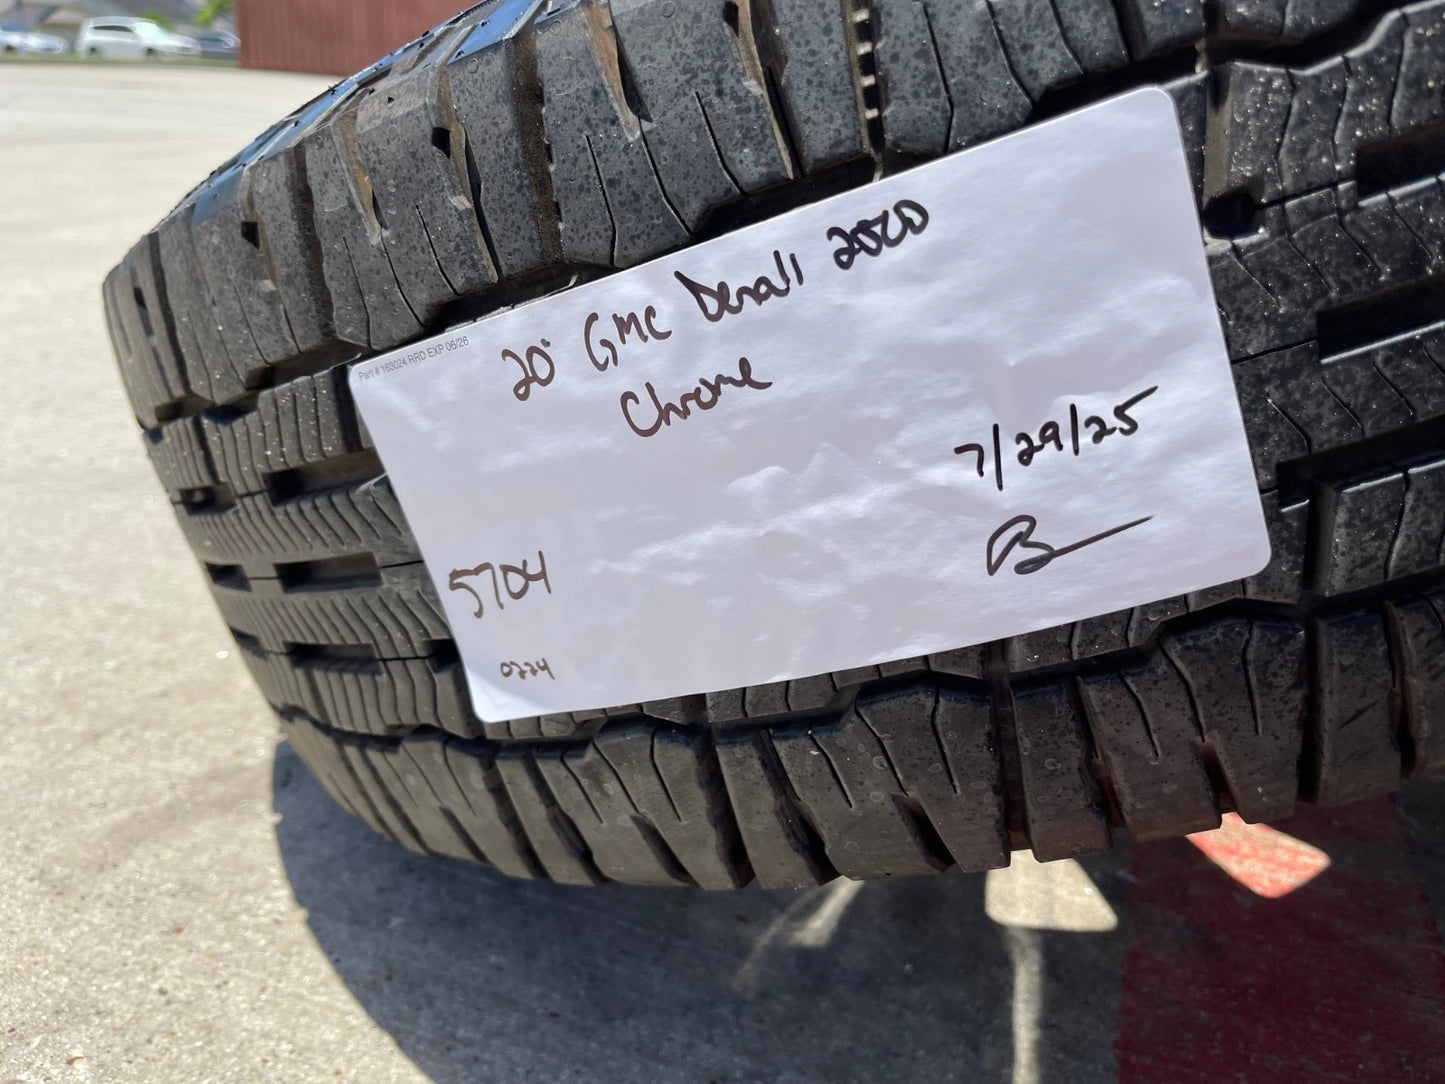 Part # 163024 RRD EXP 06/26
20" GMC Denali 2020
Chrome
7/29/25
5704
0224